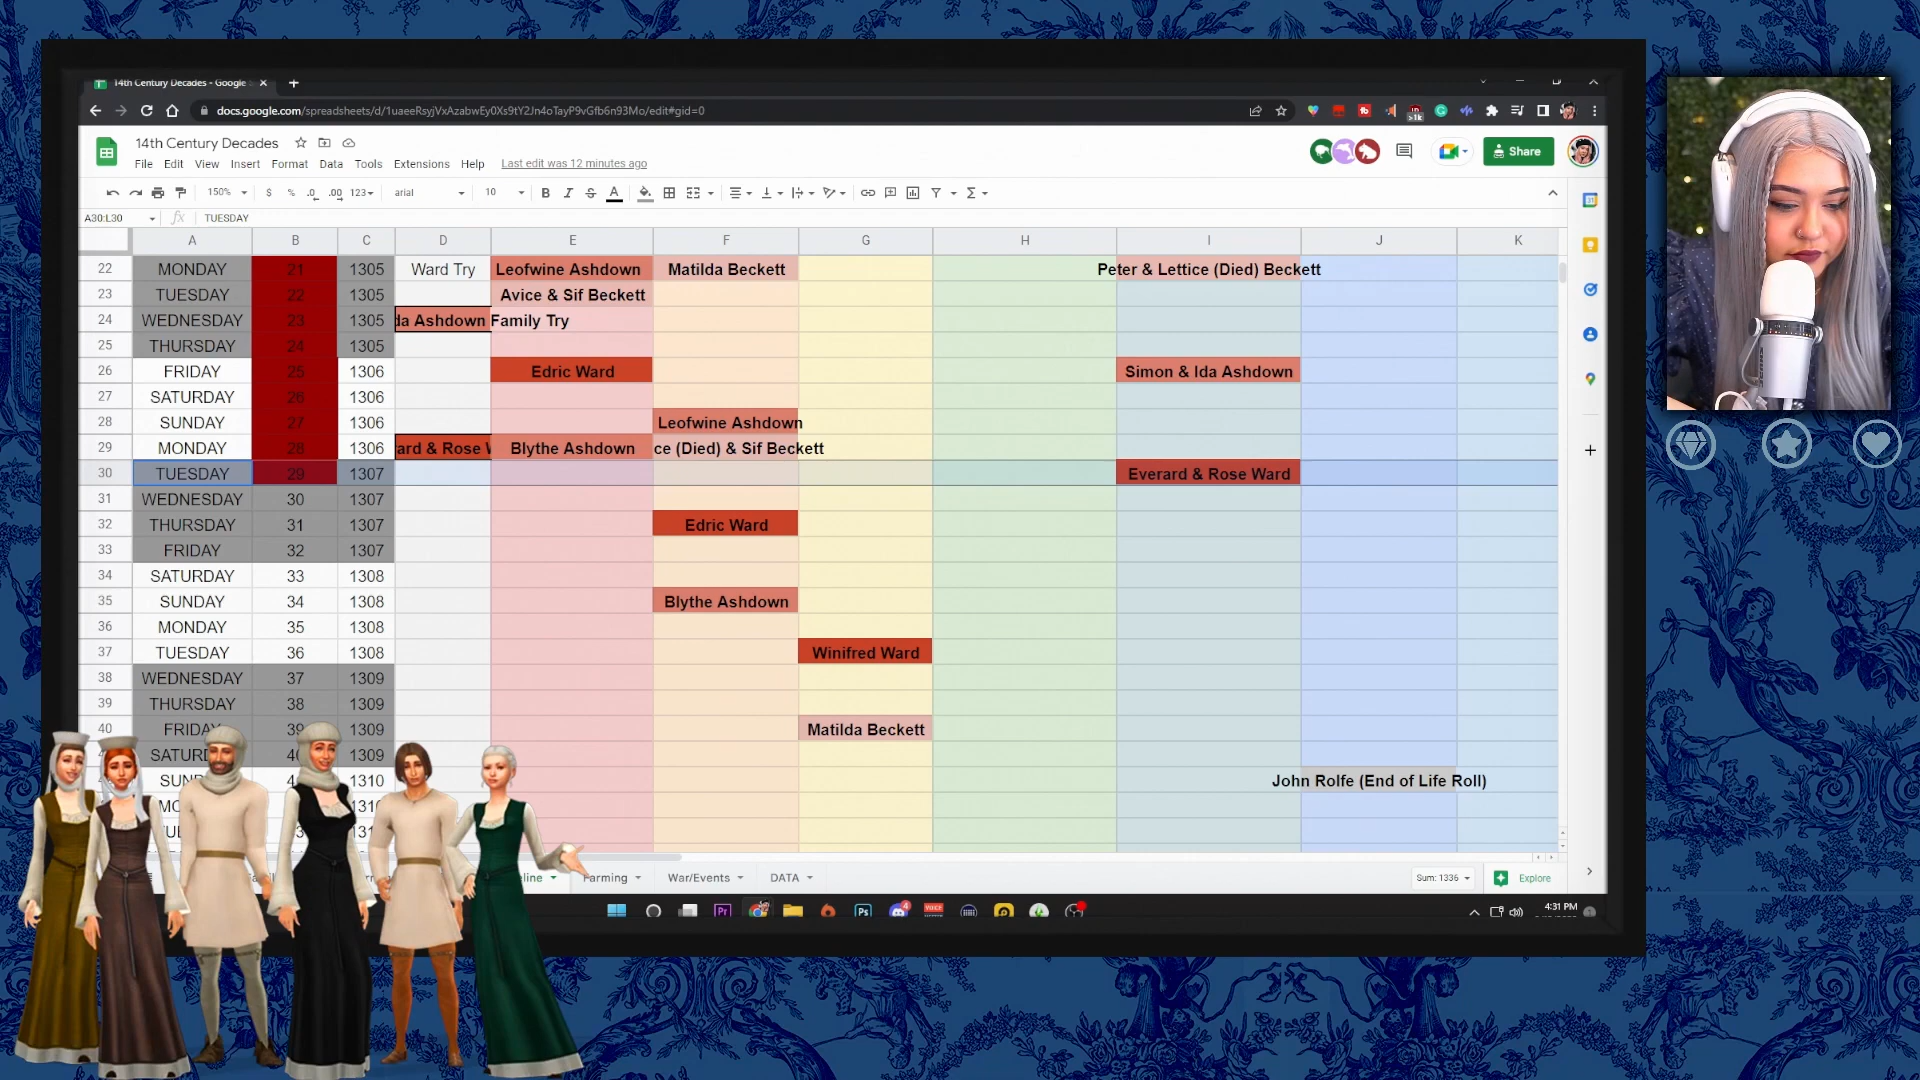 14th Century Decades - Google
docs.google.com/spreadsheets/d/1uaeeRsyjVxAzabwEy0Xs9tY2Jn4oTayP9vGfb6n93Mo/edit#gid=0
14th Century Decades
File Edit View Insert Format Data Tools Extensions Help Last edit was 12 minutes ago
Share
150% $ % .0 .00 123 arial 10 B I S A
A30:L30 fx TUESDAY
A B C D E F G H I J K
22 MONDAY 21 1305 Ward Try Leofwine Ashdown Matilda Beckett Peter & Lettice (Died) Beckett
23 TUESDAY 22 1305 Avice & Sif Beckett
24 WEDNESDAY 23 1305 Ashdown Family Try
25 THURSDAY 24 1305
26 FRIDAY 25 1306 Edric Ward Simon & Ida Ashdown
27 SATURDAY 26 1306
28 SUNDAY 27 1306 Leofwine Ashdown
29 MONDAY 28 1306 ard & Rose Blythe Ashdown ce (Died) & Sif Beckett
30 TUESDAY 29 1307 Everard & Rose Ward
31 WEDNESDAY 30 1307
32 THURSDAY 31 1307 Edric Ward
33 FRIDAY 32 1307
34 SATURDAY 33 1308
35 SUNDAY 34 1308 Blythe Ashdown
36 MONDAY 35 1308
37 TUESDAY 36 1308 Winifred Ward
38 WEDNESDAY 37 1309
39 THURSDAY 38 1309
40 FRIDAY 39 1309 Matilda Beckett
SATUR 1309
SUN 1310 John Rolfe (End of Life Roll)
MO
TU
eline Farming War/Events DATA Sum: 1336 Explore
4:31 PM